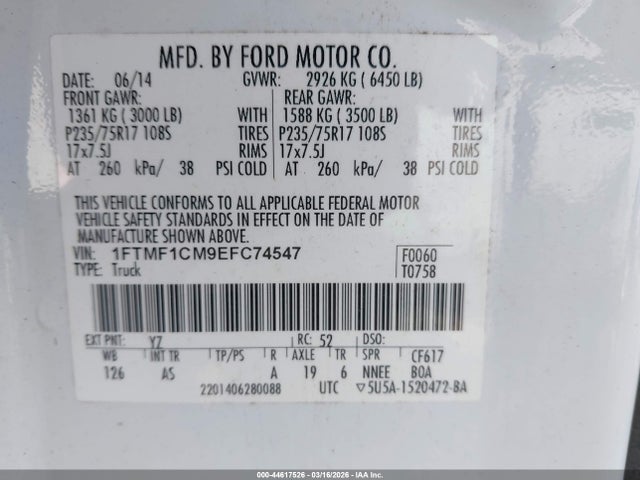 MFD. BY FORD MOTOR CO.
DATE: 06/14 GVWR: 2926 KG ( 6450 LB)
FRONT GAWR: REAR GAWR:
1361 KG ( 3000 LB) WITH 1588 KG ( 3500 LB) WITH
P235/75R17 108S TIRES P235/75R17 108S TIRES
17x7.5J RIMS 17x7.5J RIMS
AT 260 kPa/ 38 PSI COLD AT 260 kPa/ 38 PSI COLD
THIS VEHICLE CONFORMS TO ALL APPLICABLE FEDERAL MOTOR
VEHICLE SAFETY STANDARDS IN EFFECT ON THE DATE OF
MANUFACTURE SHOWN ABOVE.
VIN: 1FTMF1CM9EFC74547 F0060
TYPE: Truck T0758
EXT PNT: YZ RC: 52 DSO:
WB INT TR TP/PS R AXLE TR SPR CF617
126 AS A 19 6 NNEE BOA
2201406280088 UTC ▽5U5A-1520472-BA
000-44617526 - 03/16/2026 - IAA Inc.